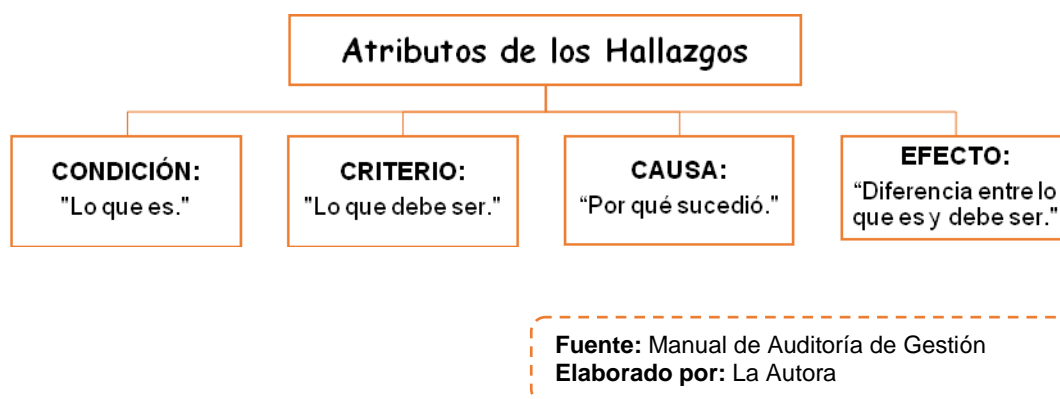 Atributos de los Hallazgos
CONDICIÓN:
"Lo que es."
CRITERIO:
"Lo que debe ser."
CAUSA:
“Por qué sucedió."
EFECTO:
“Diferencia entre lo
que es y debe ser."
Fuente: Manual de Auditoría de Gestión
Elaborado por: La Autora